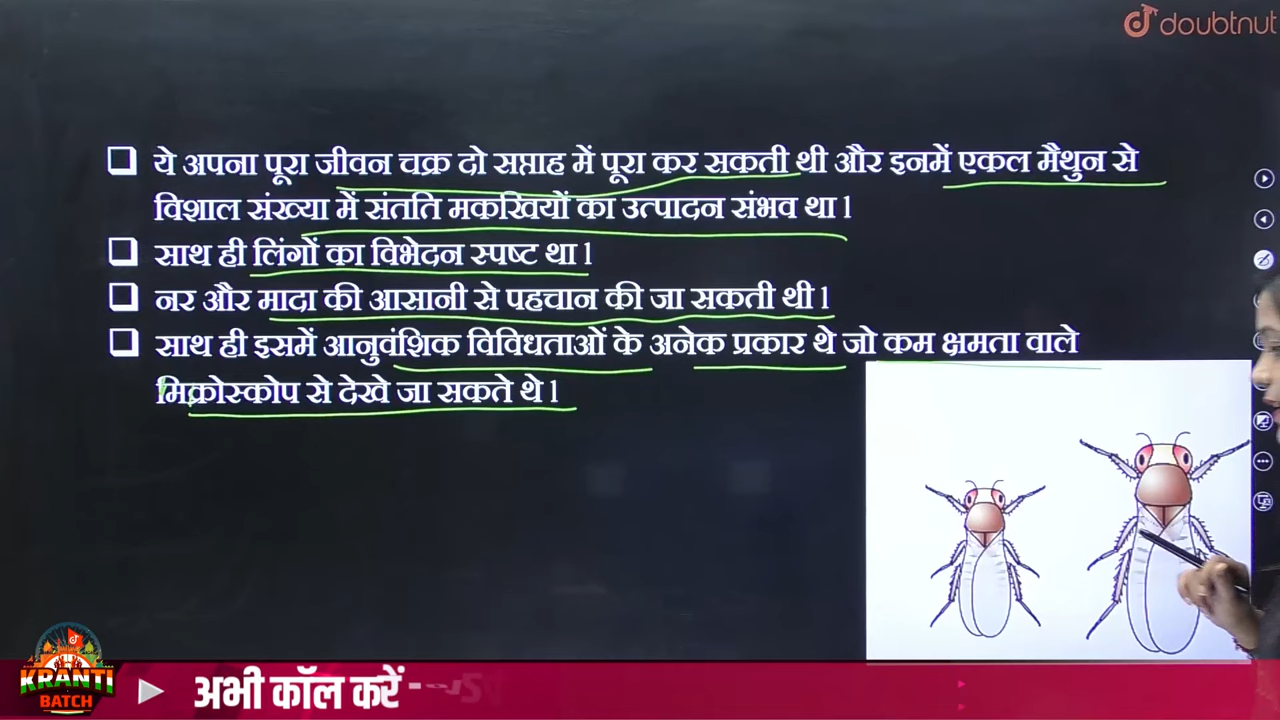 doubtnut
❑ ये अपना पूरा जीवन चक्र दो सप्ताह में पूरा कर सकती थी और इनमें एकल मैथुन से
विशाल संख्या में संतति मकखियों का उत्पादन संभव था l
❑ साथ ही लिंगों का विभेदन स्पष्ट था l
❑ नर और मादा की आसानी से पहचान की जा सकती थी l
❑ साथ ही इसमें आनुवंशिक विविधताओं के अनेक प्रकार थे जो कम क्षमता वाले
मिक्रोस्कोप से देखे जा सकते थे l
KRANTI
BATCH
अभी कॉल करें -